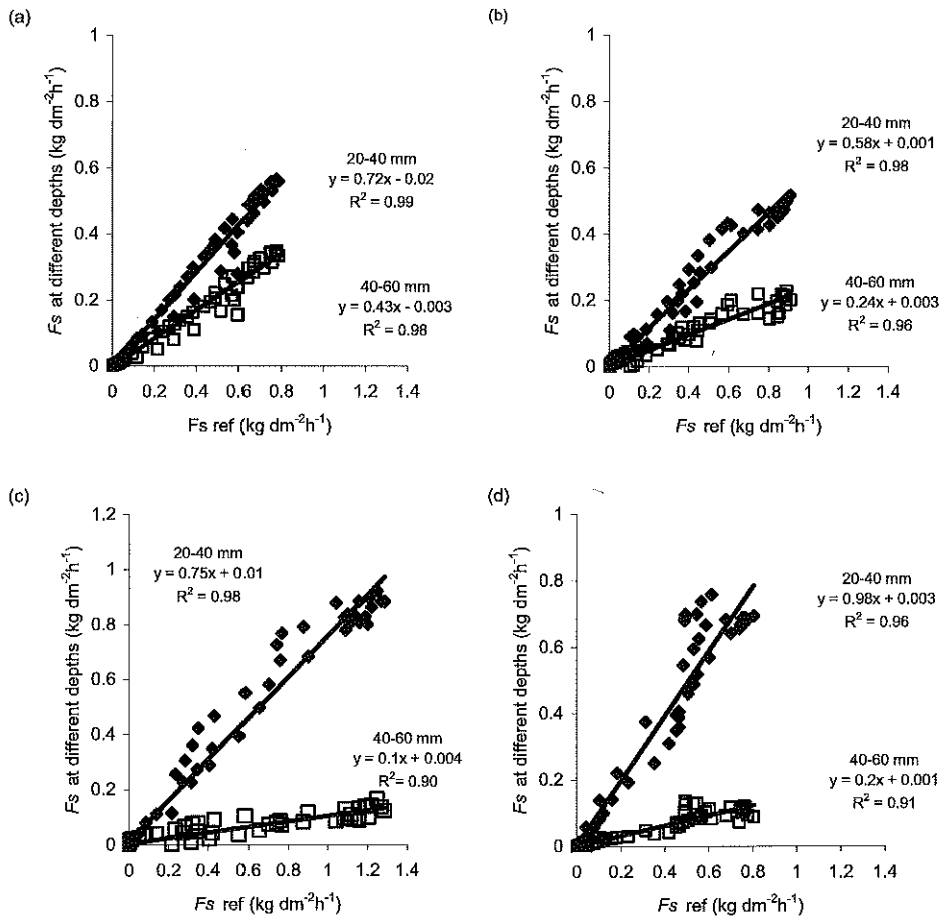 (a)
1
0.8
0.6
0.4
0.2
0
Fs at different depths (kg dm-2h-1)
20-40 mm
y = 0.72x - 0.02
R2 = 0.99
40-60 mm
y = 0.43x - 0.003
R2 = 0.98
0 0.2 0.4 0.6 0.8 1 1.2 1.4
Fs ref (kg dm-2h-1)
(b)
1
0.8
0.6
0.4
0.2
0
Fs at different depths (kg dm-2h-1)
20-40 mm
y = 0.58x + 0.001
R2 = 0.98
40-60 mm
y = 0.24x + 0.003
R2 = 0.96
0 0.2 0.4 0.6 0.8 1 1.2 1.4
Fs ref (kg dm-2h-1)
(c)
1.2
1
0.8
0.6
0.4
0.2
0
Fs at different depths (kg dm-2h-1)
20-40 mm
y = 0.75x + 0.01
R2 = 0.98
40-60 mm
y = 0.1x + 0.004
R2 = 0.90
0 0.2 0.4 0.6 0.8 1 1.2 1.4
Fs ref (kg dm-2h-1)
(d)
1
0.8
0.6
0.4
0.2
0
Fs at different depths (kg dm-2h-1)
20-40 mm
y = 0.98x + 0.003
R2 = 0.96
40-60 mm
y = 0.2x + 0.001
R2 = 0.91
0 0.2 0.4 0.6 0.8 1 1.2 1.4
Fs ref (kg dm-2h-1)